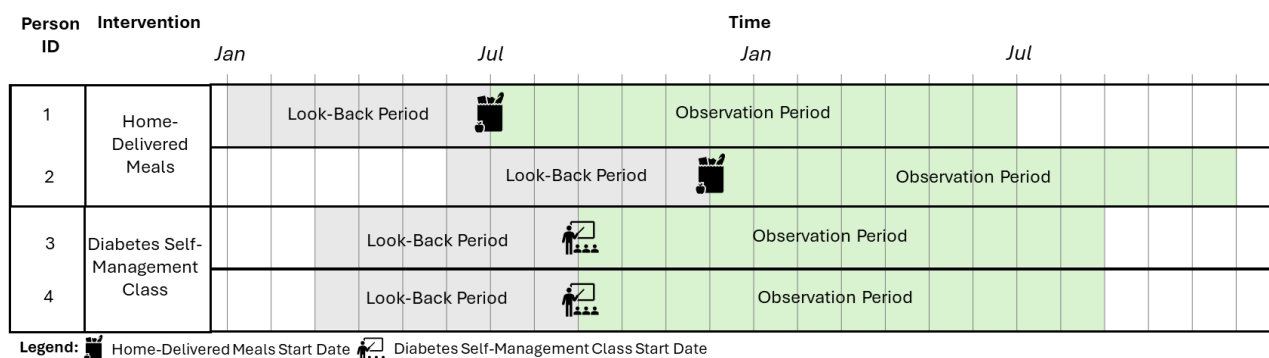 Person ID
Intervention
Time
Jan
Jul
Jan
Jul
1
Home-
Delivered
Meals
Look-Back Period
Observation Period
2
Look-Back Period
Observation Period
3
Diabetes Self-
Management
Class
Look-Back Period
Observation Period
4
Look-Back Period
Observation Period
Legend: Home-Delivered Meals Start Date Diabetes Self-Management Class Start Date